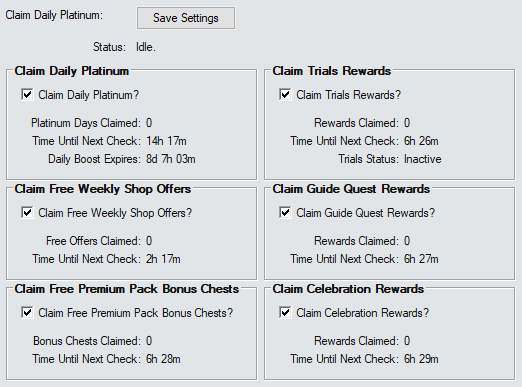 Claim Daily Platinum:
Save Settings
Status: Idle.
Claim Daily Platinum
Claim Daily Platinum?
Platinum Days Claimed: 0
Time Until Next Check: 14h 17m
Daily Boost Expires: 8d 7h 03m
Claim Trials Rewards
Claim Trials Rewards?
Rewards Claimed: 0
Time Until Next Check: 6h 26m
Trials Status: Inactive
Claim Free Weekly Shop Offers
Claim Free Weekly Shop Offers?
Free Offers Claimed: 0
Time Until Next Check: 2h 17m
Claim Guide Quest Rewards
Claim Guide Quest Rewards?
Rewards Claimed: 0
Time Until Next Check: 6h 27m
Claim Free Premium Pack Bonus Chests
Claim Free Premium Pack Bonus Chests?
Bonus Chests Claimed: 0
Time Until Next Check: 6h 28m
Claim Celebration Rewards
Claim Celebration Rewards?
Rewards Claimed: 0
Time Until Next Check: 6h 29m